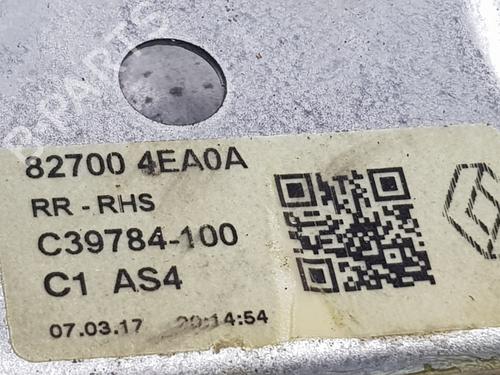 82700 4EA0A
RR - RHS
C39784-100
C1 AS4
07.03.17 20:14:54